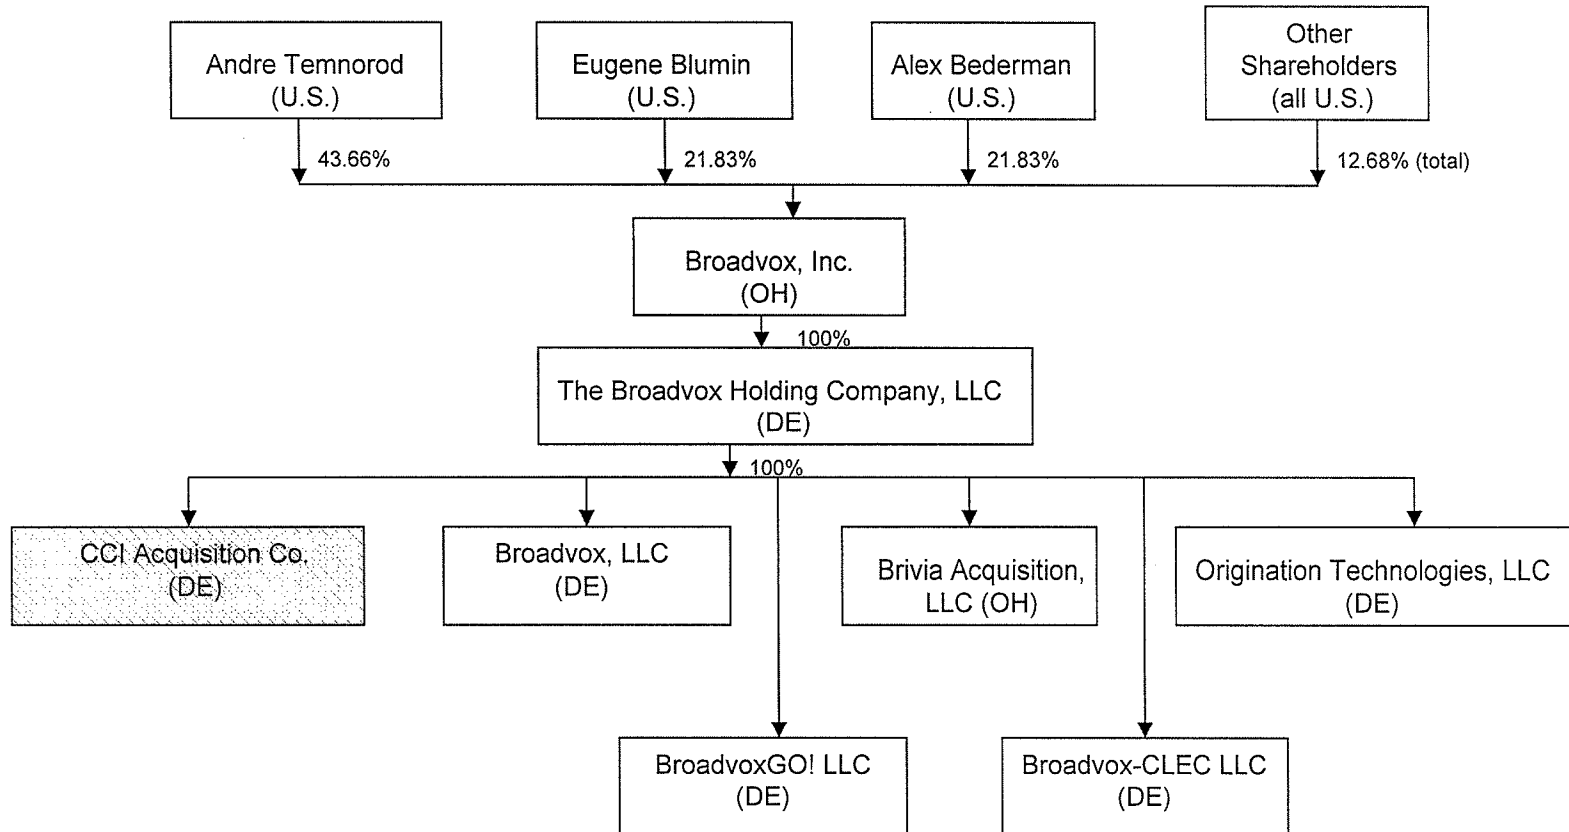 Andre Temnorod
(U.S.)
Eugene Blumin
(U.S.)
Alex Bederman
(U.S.)
Other
Shareholders
(all U.S.)
43.66%
21.83%
21.83%
12.68% (total)
Broadvox, Inc.
(OH)
100%
The Broadvox Holding Company, LLC
(DE)
100%
CCI Acquisition Co.
(DE)
Broadvox, LLC
(DE)
Brivia Acquisition,
LLC (OH)
Origination Technologies, LLC
(DE)
BroadvoxGO! LLC
(DE)
Broadvox-CLEC LLC
(DE)